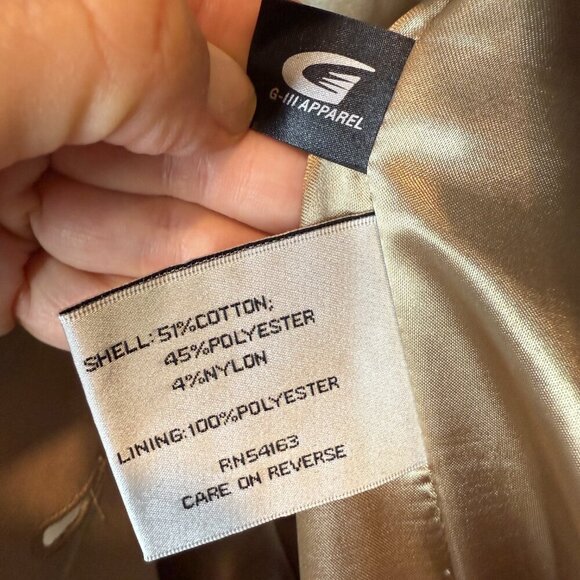 G-III APPAREL
SHELL: 51%COTTON;
45%POLYESTER
4%NYLON
LINING:100%POLYESTER
RN54163
CARE ON REVERSE